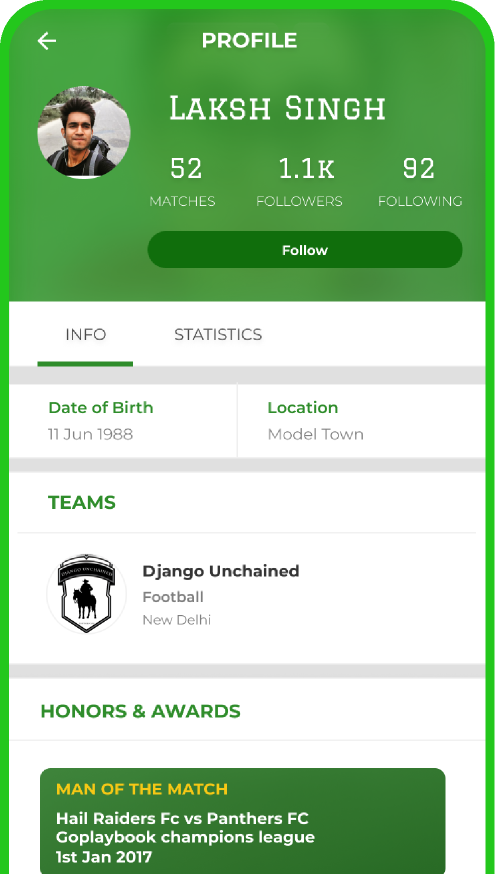 PROFILE
Laksh Singh
52 1.1K 92
MATCHES FOLLOWERS FOLLOWING
Follow
INFO STATISTICS
Date of Birth Location
11 Jun 1988 Model Town
TEAMS
DJANGO UNCHAINED
Django Unchained
Football
New Delhi
HONORS & AWARDS
MAN OF THE MATCH
Hail Raiders Fc vs Panthers FC
Goplaybook champions league
1st Jan 2017